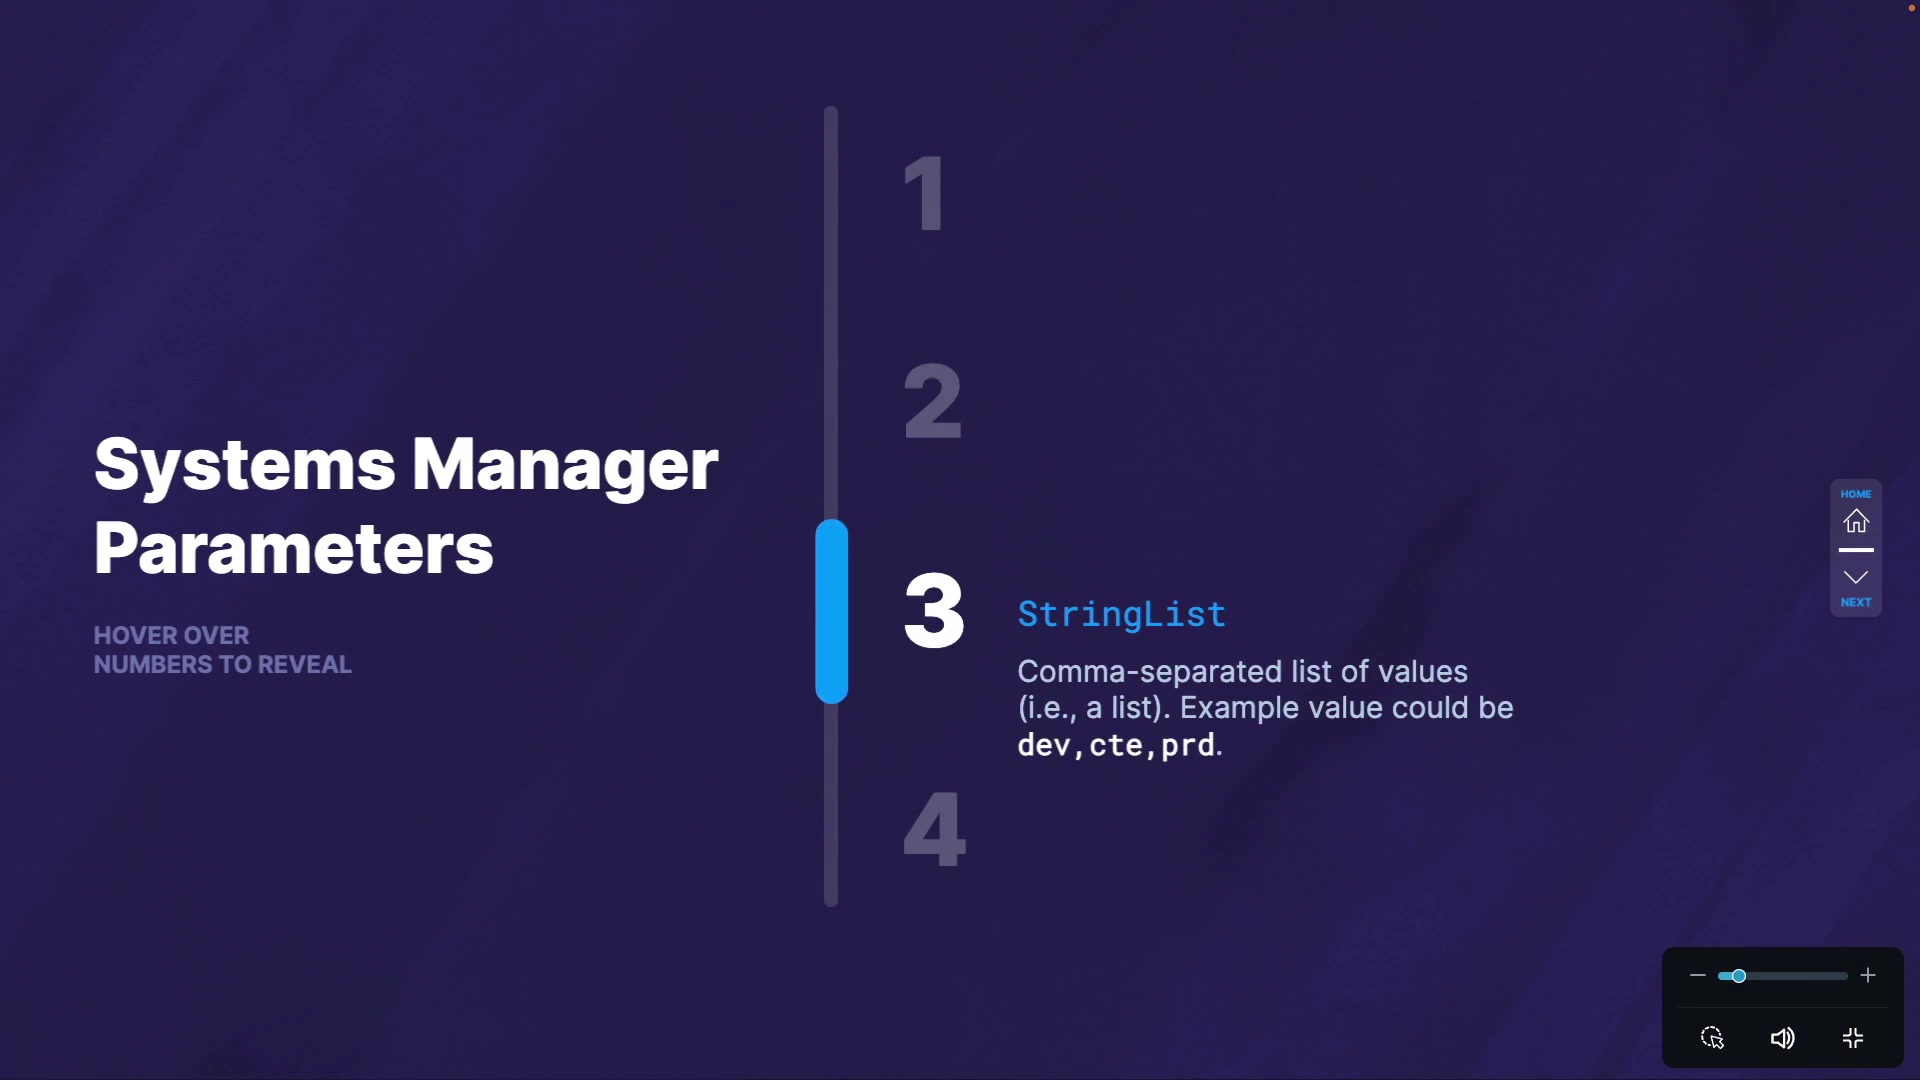 Systems Manager
Parameters
HOVER OVER
NUMBERS TO REVEAL
1
2
3
StringList
Comma-separated list of values
(i.e., a list). Example value could be
dev,cte,prd.
4
HOME
NEXT